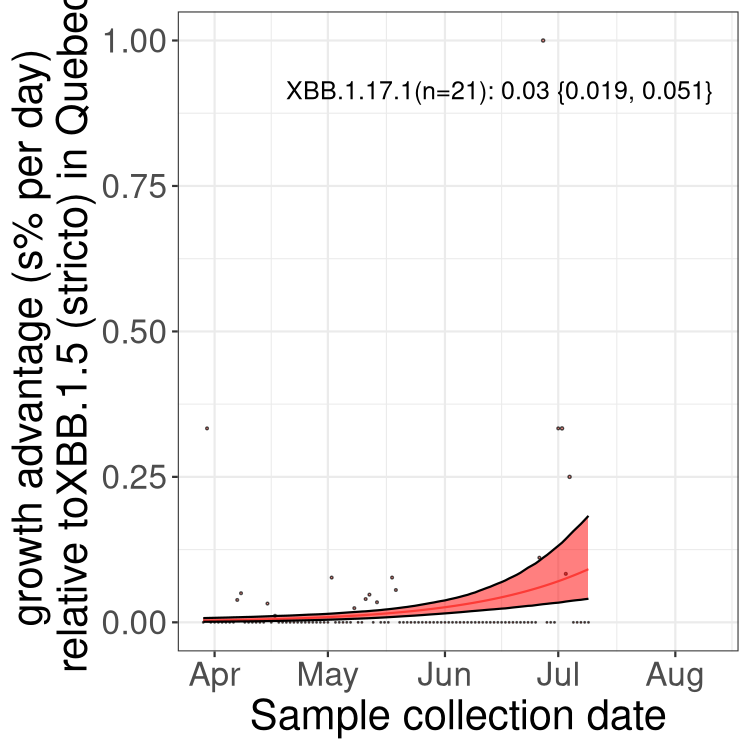 growth advantage (s% per day)
relative toXBB.1.5 (stricto) in Quebec
1.00
0.75
0.50
0.25
0.00
XBB.1.17.1(n=21): 0.03 {0.019, 0.051}
Apr May Jun Jul Aug
Sample collection date